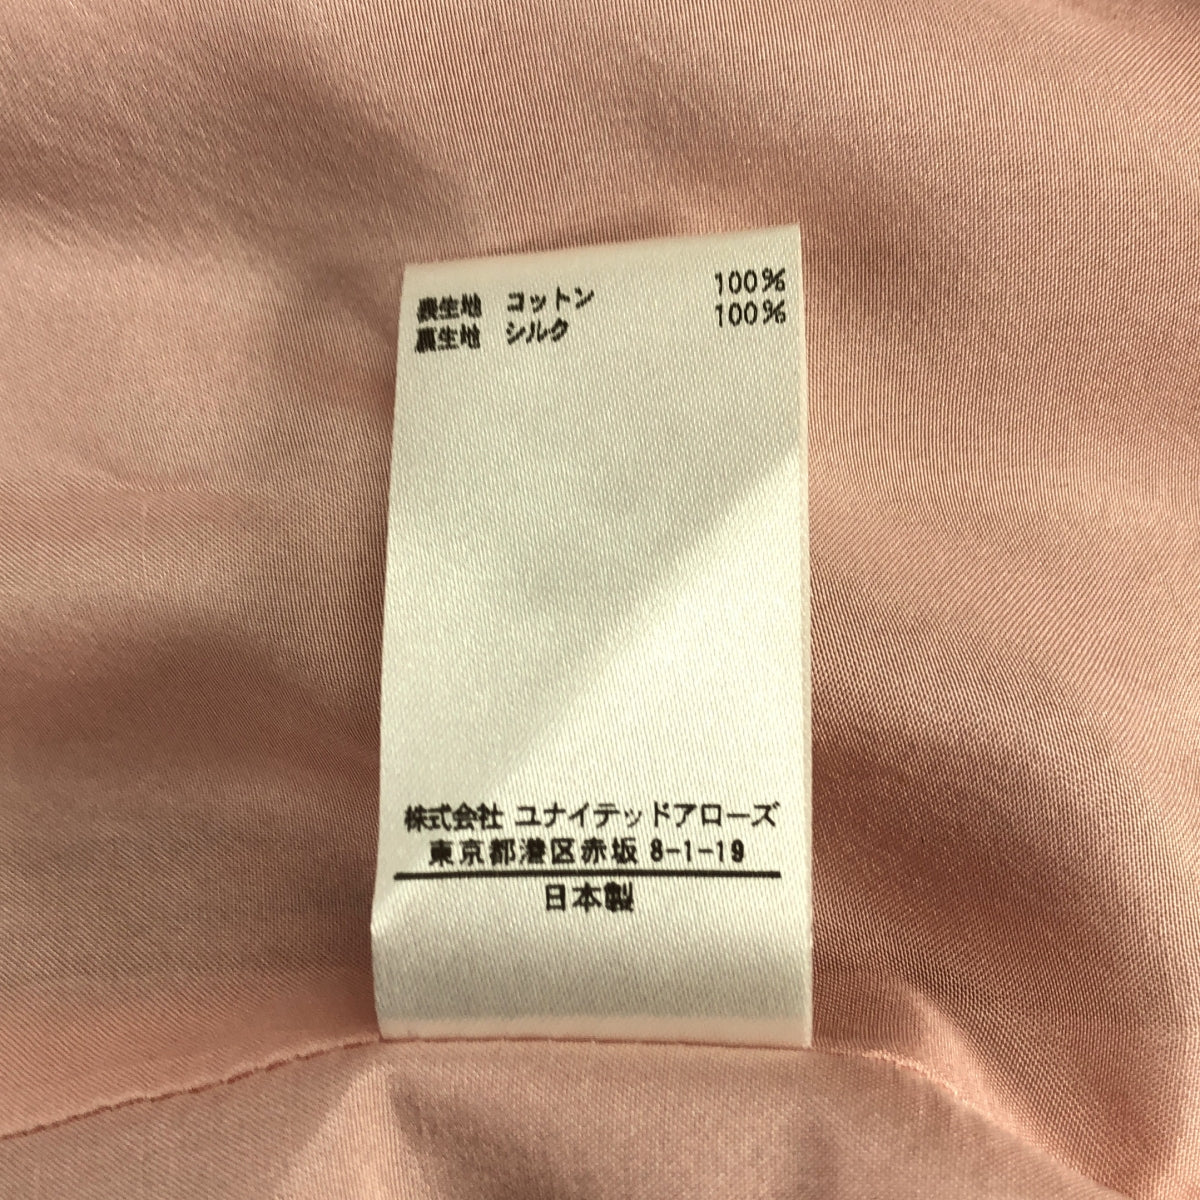 表生地 コットン 100%
裏生地 シルク 100%
株式会社 ユナイテッドアローズ
東京都港区赤坂 8-1-19
日本製